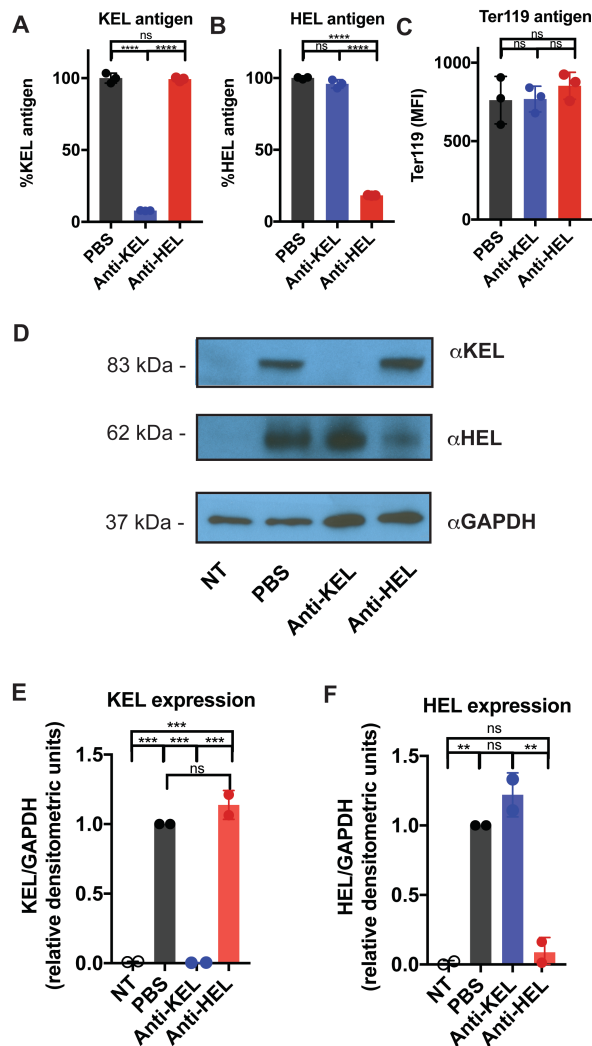 A
KEL antigen
ns
**** ****
%KEL antigen
100
50
0
PBS
Anti-KEL
Anti-HEL
B
HEL antigen
****
ns ****
%HEL antigen
100
50
0
PBS
Anti-KEL
Anti-HEL
C
Ter119 antigen
ns
ns ns
Ter119 (MFI)
1000
500
0
PBS
Anti-KEL
Anti-HEL
D
83 kDa -
αKEL
62 kDa -
αHEL
37 kDa -
αGAPDH
NT
PBS
Anti-KEL
Anti-HEL
E
KEL expression
***
*** *** ***
ns
KEL/GAPDH
(relative densitometric units)
1.5
1.0
0.5
0.0
NT
PBS
Anti-KEL
Anti-HEL
F
HEL expression
ns
** ns **
HEL/GAPDH
(relative densitometric units)
1.5
1.0
0.5
0.0
NT
PBS
Anti-KEL
Anti-HEL